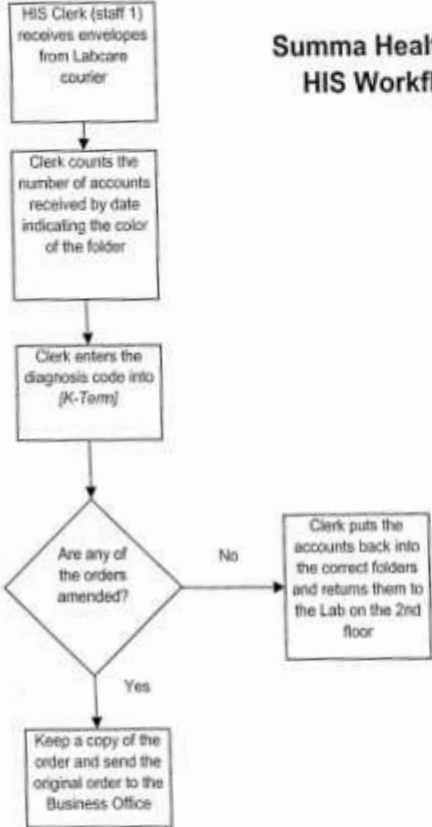 HIS Clerk (staff 1)
receives envelopes
from Labcare
courier
Summa Healt
HIS Workfl
Clerk counts the
number of accounts
received by date
indicating the color
of the folder
Clerk enters the
diagnosis code into
[K-Term]
Are any of
the orders
amended?
No
Clerk puts the
accounts back into
the correct folders
and returns them to
the Lab on the 2nd
floor
Yes
Keep a copy of the
order and send the
original order to the
Business Office